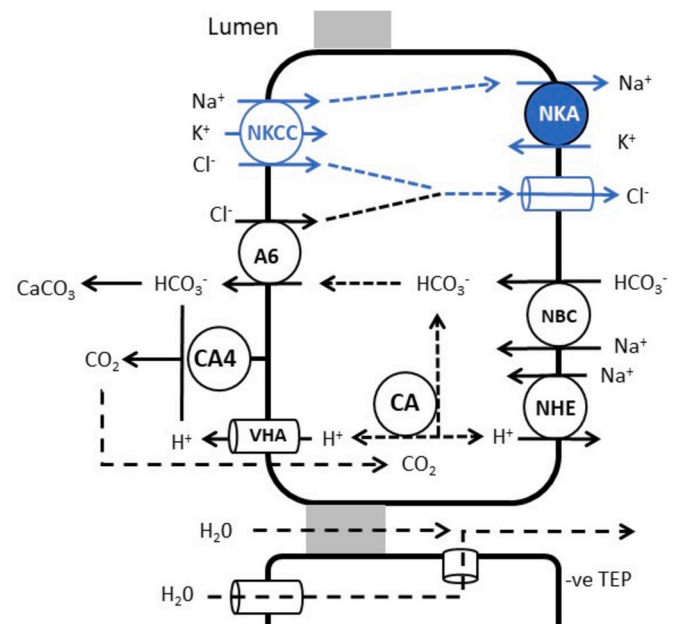 Lumen
Na⁺
Na⁺
NKA
K⁺
NKCC
K⁺
Cl⁻
Cl⁻
Cl⁻
A6
CaCO₃
HCO₃⁻
HCO₃⁻
HCO₃⁻
NBC
Na⁺
CO₂
CA4
Na⁺
CA
NHE
H⁺
VHA
H⁺
H⁺
CO₂
H₂0
-ve TEP
H₂0